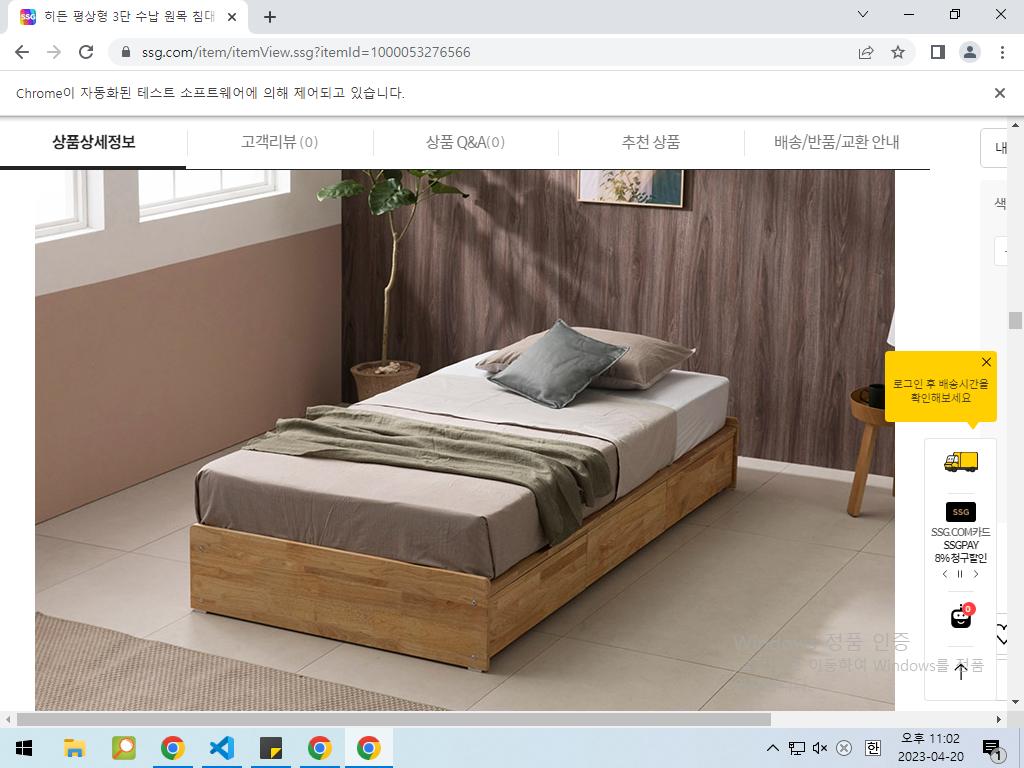 히든 평상형 3단 수납 원목 침대
ssg.com/item/itemView.ssg?itemId=1000053276566
Chrome이 자동화된 테스트 소프트웨어에 의해 제어되고 있습니다.
상품상세정보
고객리뷰 (0)
상품 Q&A(0)
추천 상품
배송/반품/교환 안내
내
색
로그인 후 배송시간을
확인해보세요
SSG
SSG.COM카드
SSGPAY
8% 청구할인
0
Windows 정품 인증
이동하여 Windows를 정품
한
오후 11:02
2023-04-20
1